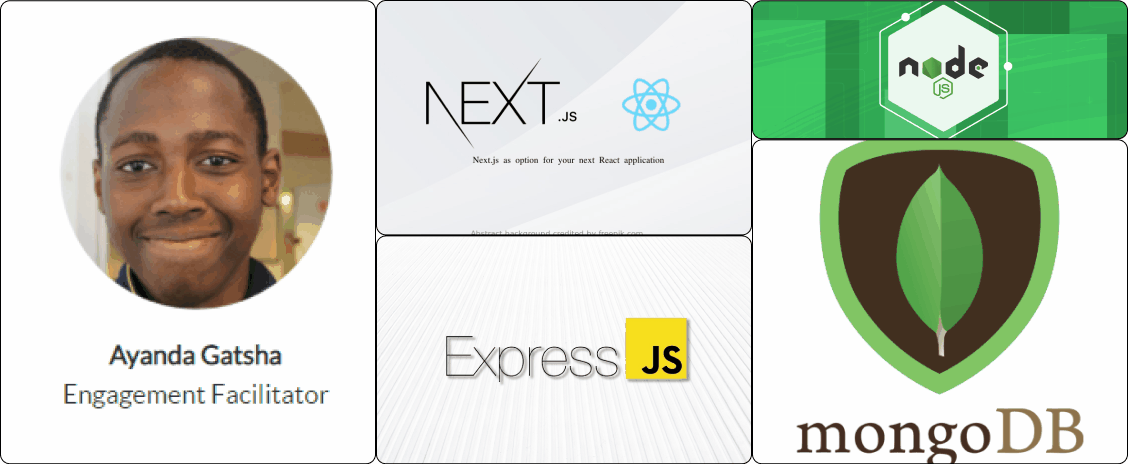 Ayanda Gatsha
Engagement Facilitator
NEXT.JS
Next.js as option for your next React application
Abstract background credited by freepik.com
Express JS
node
JS
mongoDB